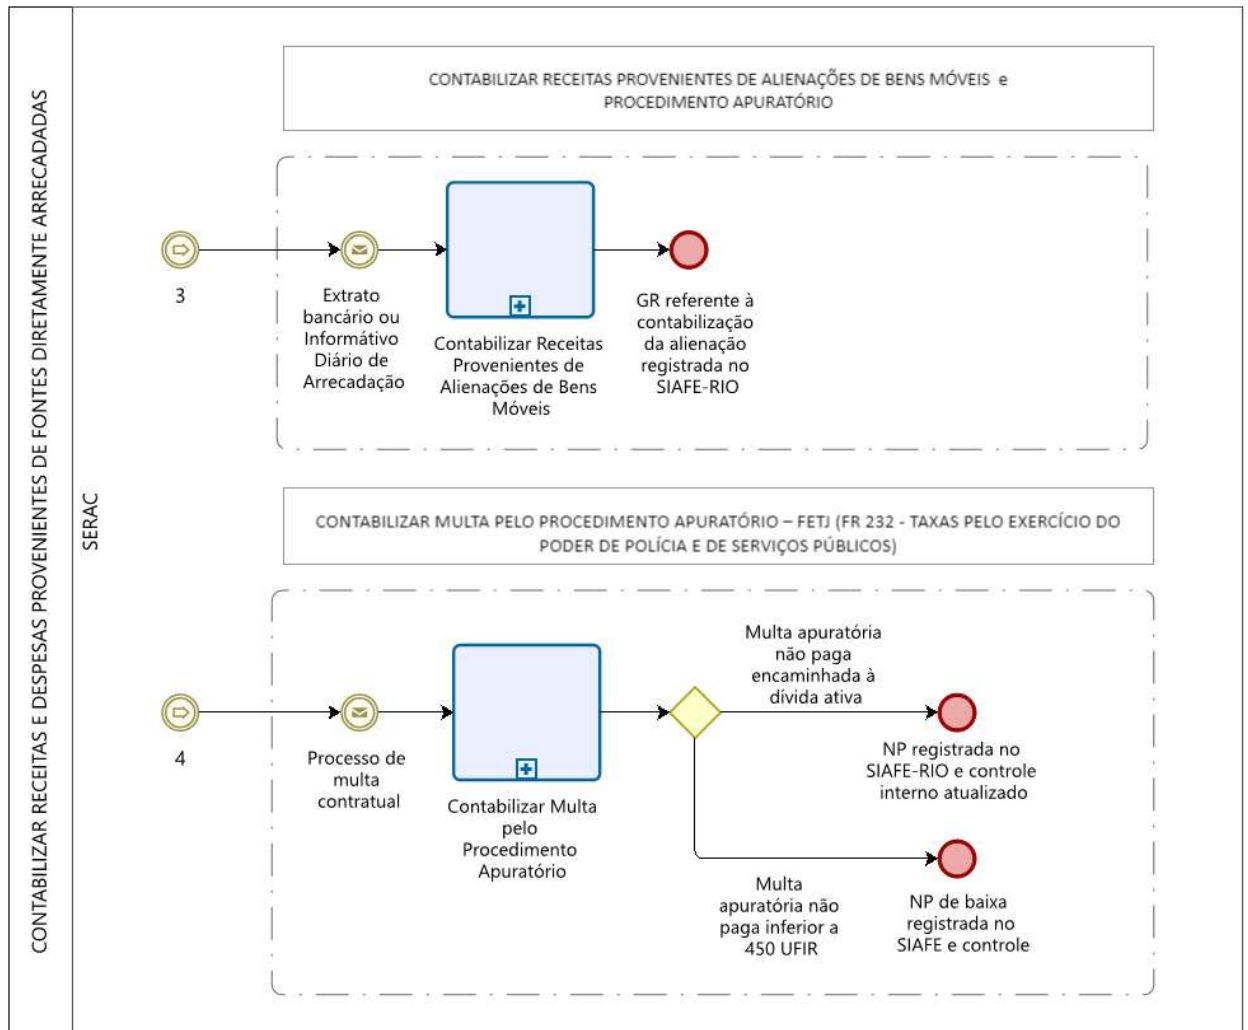 CONTABILIZAR RECEITAS E DESPESAS PROVENIENTES DE FONTES DIRETAMENTE ARRECADADAS
SERAC
CONTABILIZAR RECEITAS PROVENIENTES DE ALIENAÇÕES DE BENS MÓVEIS e
PROCEDIMENTO APURATÓRIO
3
Extrato
bancário ou
Informátivo
Diário de
Arrecadação
Contabilizar Receitas
Provenientes de
Alienações de Bens
Móveis
GR referente à
contabilização
da alienação
registrada no
SIAFE-RIO
CONTABILIZAR MULTA PELO PROCEDIMENTO APURATÓRIO – FETJ (FR 232 - TAXAS PELO EXERCÍCIO DO
PODER DE POLÍCIA E DE SERVIÇOS PÚBLICOS)
4
Processo de
multa
contratual
Contabilizar Multa
pelo
Procedimento
Apuratório
Multa apuratória
não paga
encaminhada à
dívida ativa
NP registrada no
SIAFE-RIO e controle
interno atualizado
Multa
apuratória não
paga inferior a
450 UFIR
NP de baixa
registrada no
SIAFE e controle